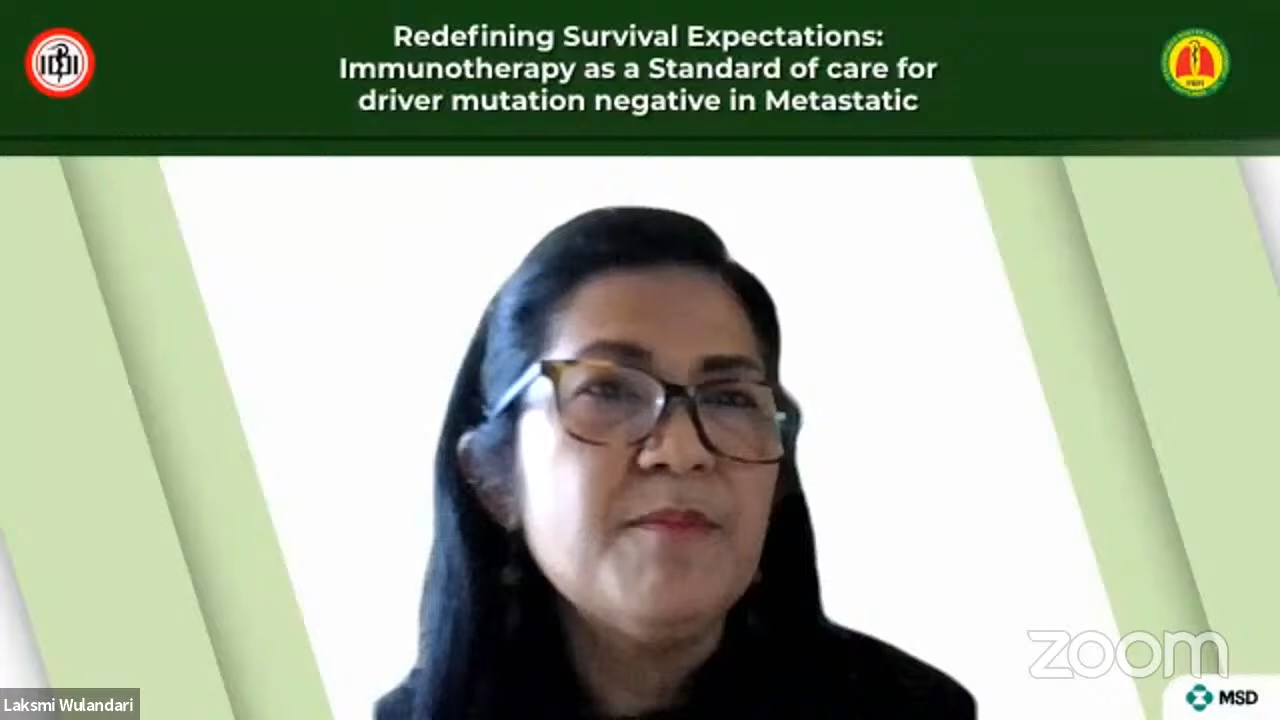 Redefining Survival Expectations:
Immunotherapy as a Standard of care for
driver mutation negative in Metastatic
zoom
Laksmi Wulandari
MSD